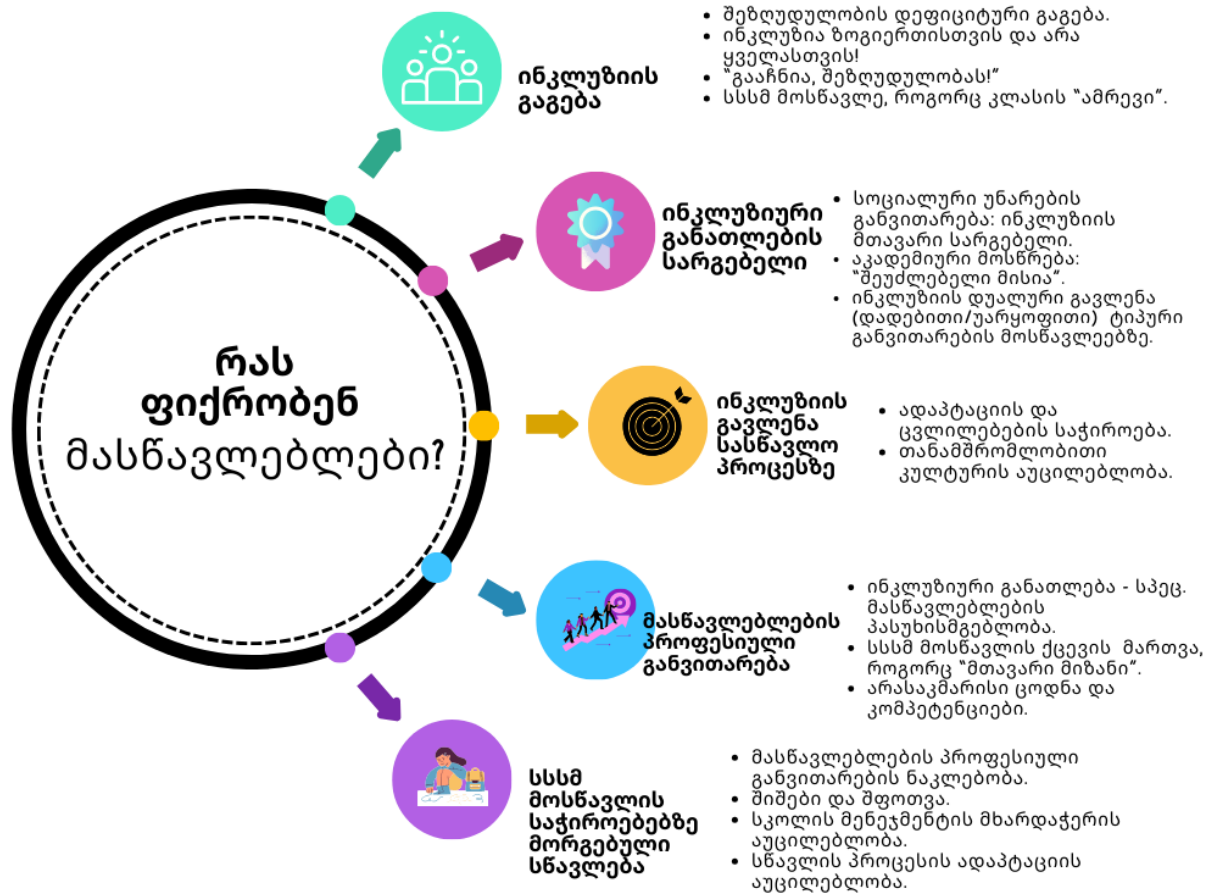 რას
ფიქრობენ
მასწავლებლები?
ინკლუზიის
გაგება
• შეზღუდულობის დეფიციტური გაგება.
• ინკლუზია ზოგიერთისთვის და არა
ყველასთვის!
• “გააჩნია, შეზღუდულობას!”
• სსსმ მოსწავლე, როგორც კლასის “ამრევი”.
ინკლუზიური
განათლების
სარგებელი
• სოციალური უნარების
განვითარება: ინკლუზიის
მთავარი სარგებელი.
• აკადემიური მოსწრება:
“შეუძლებელი მისია”.
• ინკლუზიის დუალური გავლენა
(დადებითი/უარყოფითი) ტიპური
განვითარების მოსწავლეებზე.
ინკლუზიის
გავლენა
სასწავლო
პროცესზე
• ადაპტაციის და
ცვლილებების საჭიროება.
• თანამშრომლობითი
კულტურის აუცილებლობა.
მასწავლებლების
პროფესიული
განვითარება
• ინკლუზიური განათლება - სპეც.
მასწავლებლების
პასუხისმგებლობა.
• სსსმ მოსწავლის ქცევის მართვა,
როგორც “მთავარი მიზანი”.
• არასაკმარისი ცოდნა და
კომპეტენციები.
სსსმ
მოსწავლის
საჭიროებებზე
მორგებული
სწავლება
• მასწავლებლების პროფესიული
განვითარების ნაკლებობა.
• შიშები და შფოთვა.
• სკოლის მენეჯმენტის მხარდაჭერის
აუცილებლობა.
• სწავლის პროცესის ადაპტაციის
აუცილებლობა.